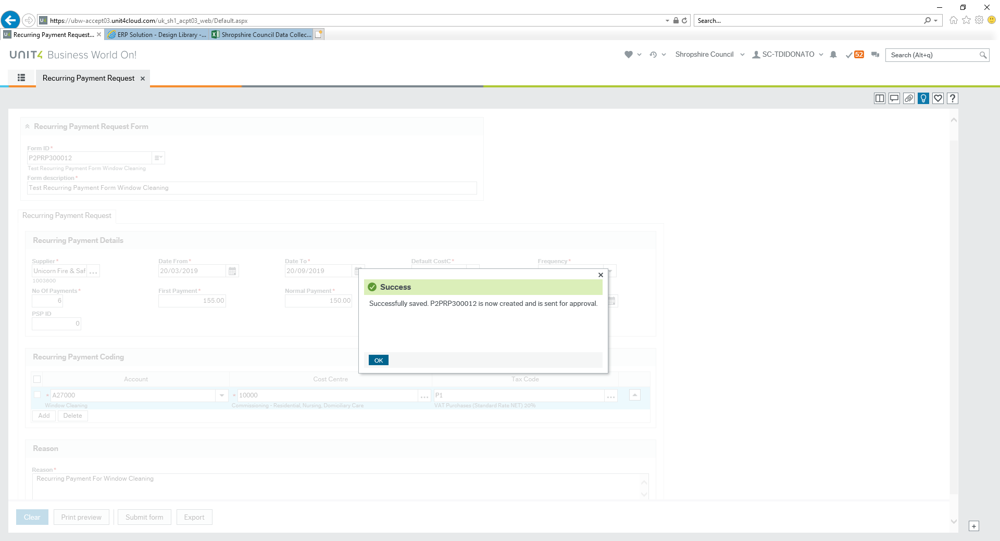 https://ubw-accept03.unit4cloud.com/uk_sh1_acpt03_web/Default.aspx
Search...
Recurring Payment Request...
ERP Solution - Design Library -...
Shropshire Council Data Collec...
UNIT4 Business World On!
Shropshire Council
SC-TDIDONATO
52
Search (Alt+q)
Recurring Payment Request
Recurring Payment Request Form
Form ID*
P2PRP300012
Test Recurring Payment Form Window Cleaning
Form description*
Test Recurring Payment Form Window Cleaning
Recurring Payment Request
Recurring Payment Details
Supplier* Date From* Date To* Default CostC* Frequency*
Unicorn Fire & Saf ... 20/03/2019 20/09/2019
1003600
No Of Payments* First Payment* Normal Payment*
6 155.00 150.00
PSP ID
0
Success
Successfully saved. P2PRP300012 is now created and is sent for approval.
OK
Recurring Payment Coding
Account Cost Centre Tax Code
* A27000 * 10000 ... P1 ...
Window Cleaning Commissioning - Residential, Nursing, Domiciliary Care VAT Purchases (Standard Rate NET) 20%
Add Delete
Reason
Reason*
Recurring Payment For Window Cleaning
Clear Print preview Submit form Export